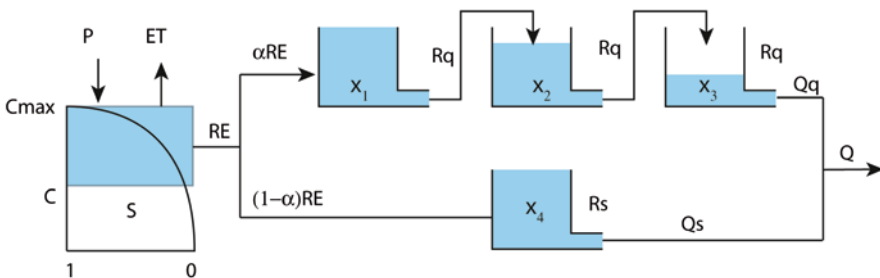 P
ET
αRE
Rq
Rq
Rq
Cmax
x1
x2
x3
Qq
RE
Q
C
S
(1−α)RE
x4
Rs
Qs
1
0